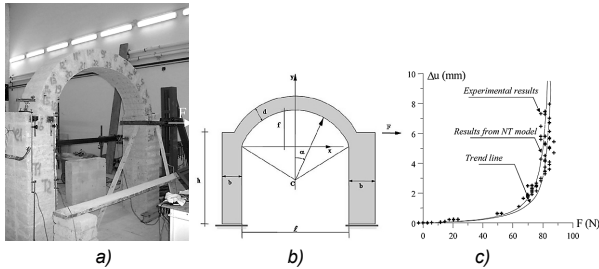 F
a)
y
d
f
α
x
C
F
h
b
b
ℓ
b)
Δu (mm)
10
8
6
4
2
0
0
20
40
60
80
100
F (N)
Experimental results
Results from NT model
Trend line
c)